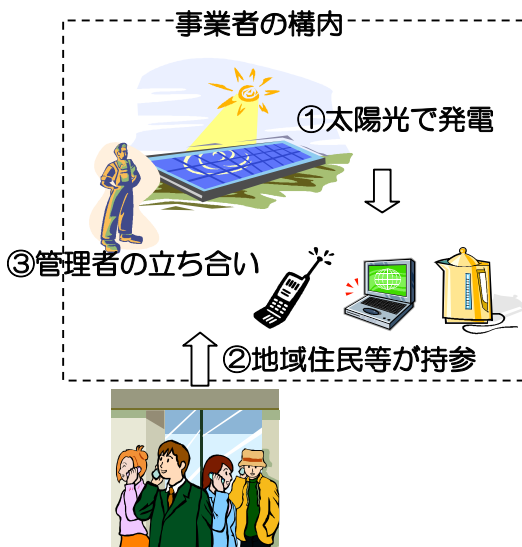 事業者の構内
①太陽光で発電
③管理者の立ち合い
②地域住民等が持参